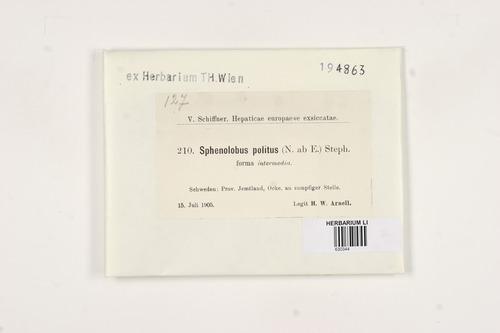 ex Herbarium TH.Wien
194863
127
V. Schiffner. Hepaticae europaeae exsiccatae.
210. Sphenolobus politus (N. ab E.) Steph.
forma intermedia.
Schweden: Prov. Jemtland, Ocke, an sumpfiger Stelle.
15. Juli 1905. Legit H. W. Arnell.
HERBARIUM LI